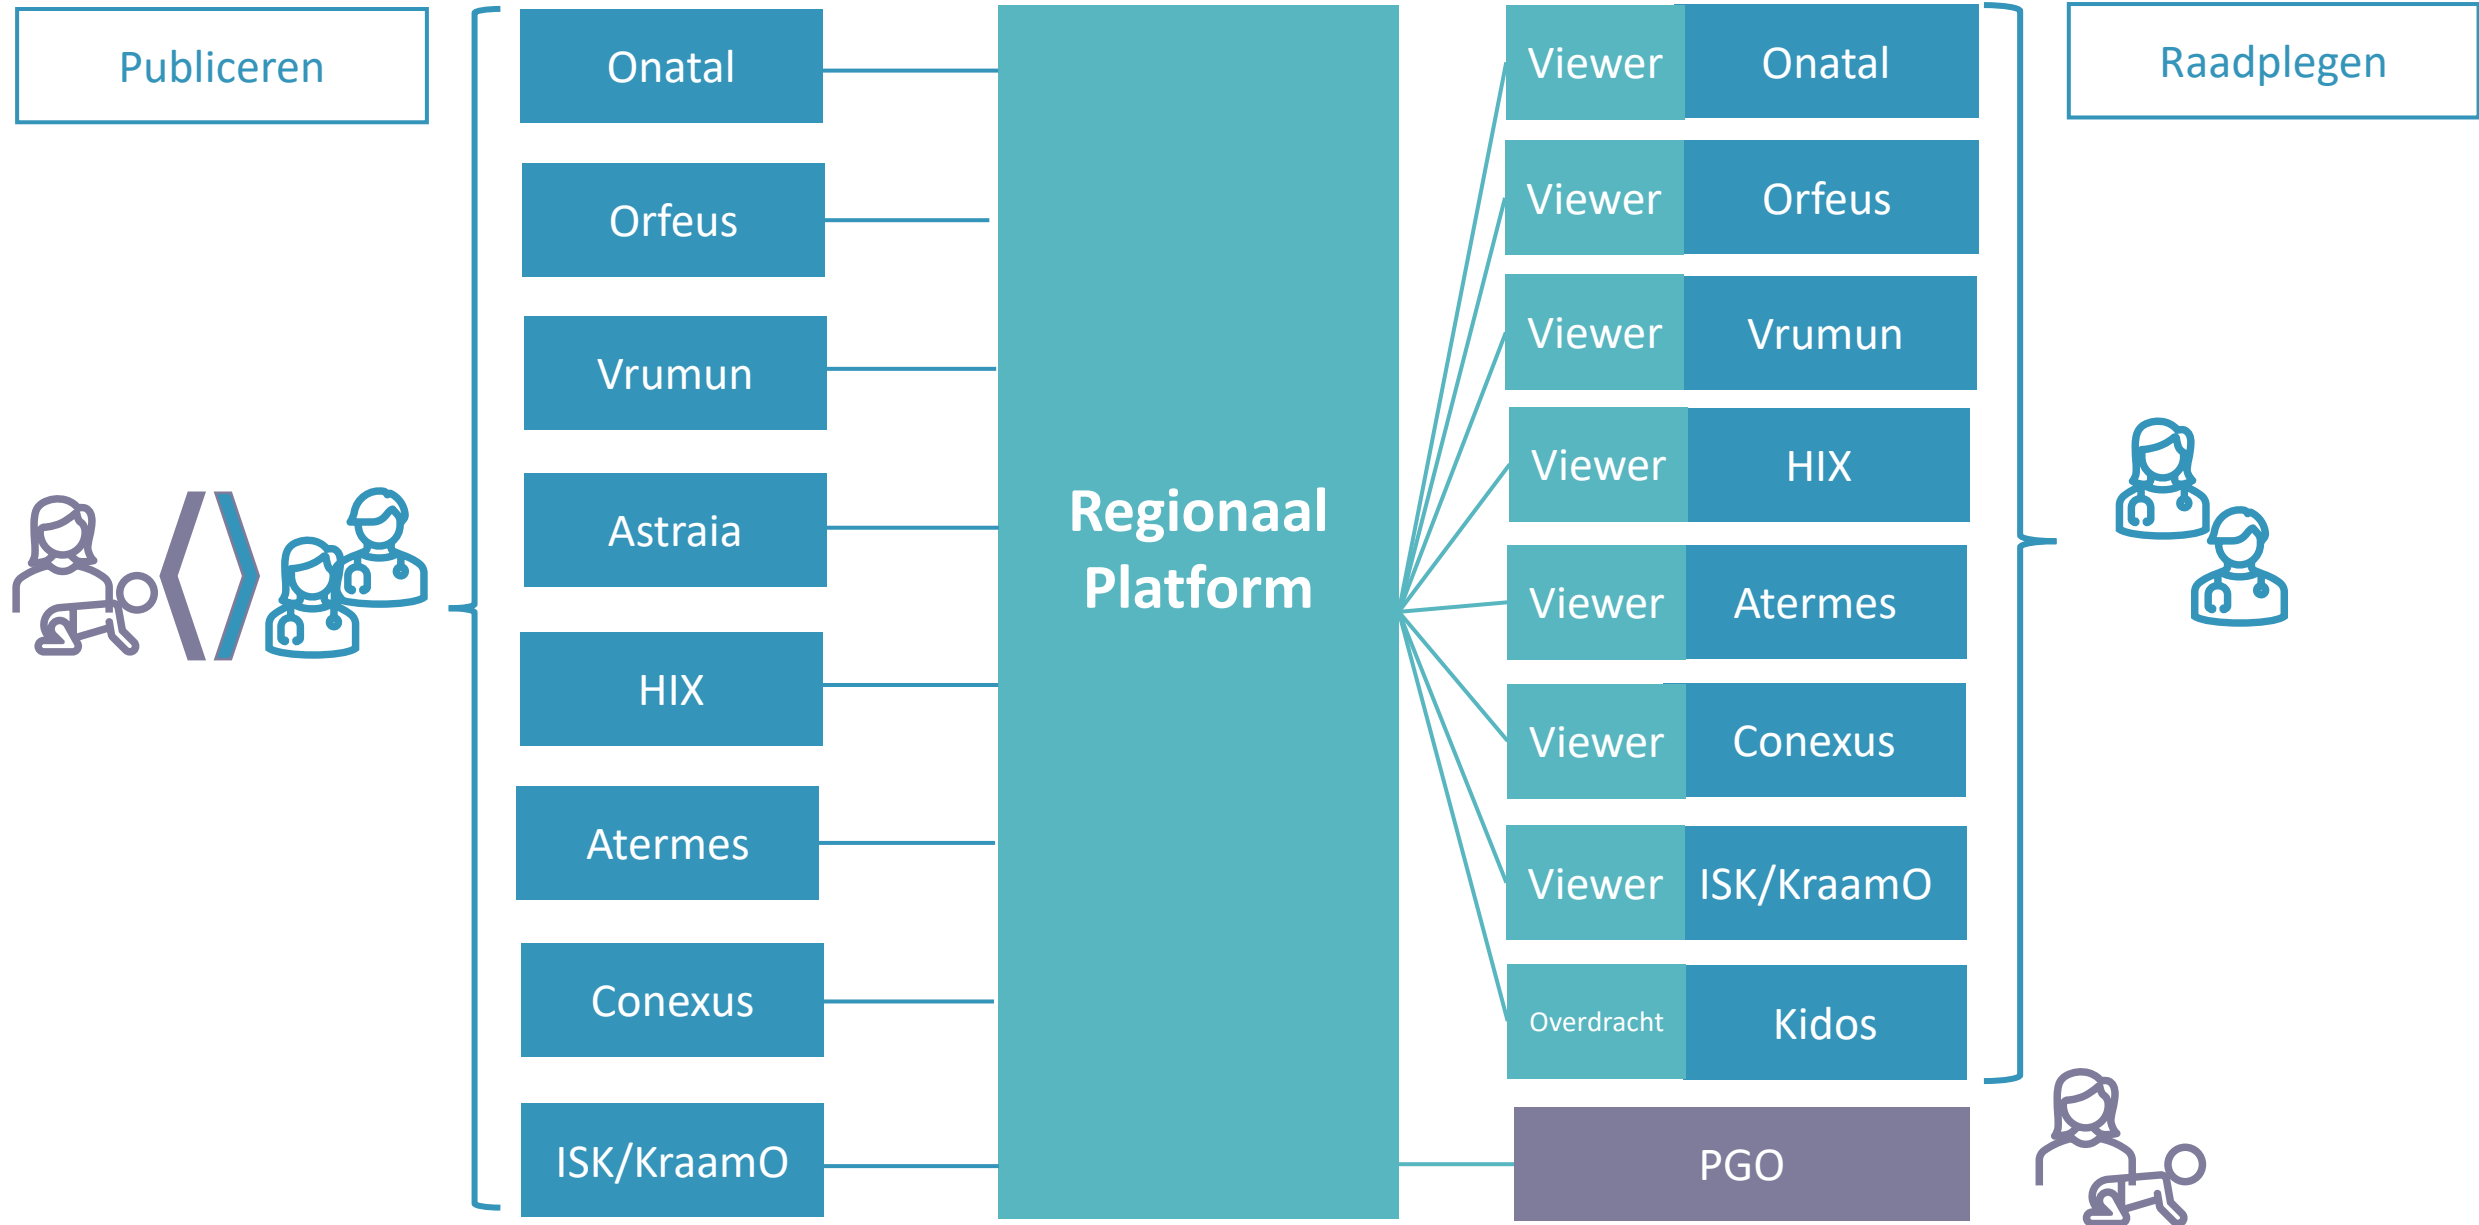 Publiceren
Onatal
Orfeus
Vrumun
Astraia
HIX
Atermes
Conexus
ISK/KraamO
Regionaal
Platform
Viewer Onatal
Viewer Orfeus
Viewer Vrumun
Viewer HIX
Viewer Atermes
Viewer Conexus
Viewer ISK/KraamO
Overdracht Kidos
PGO
Raadplegen